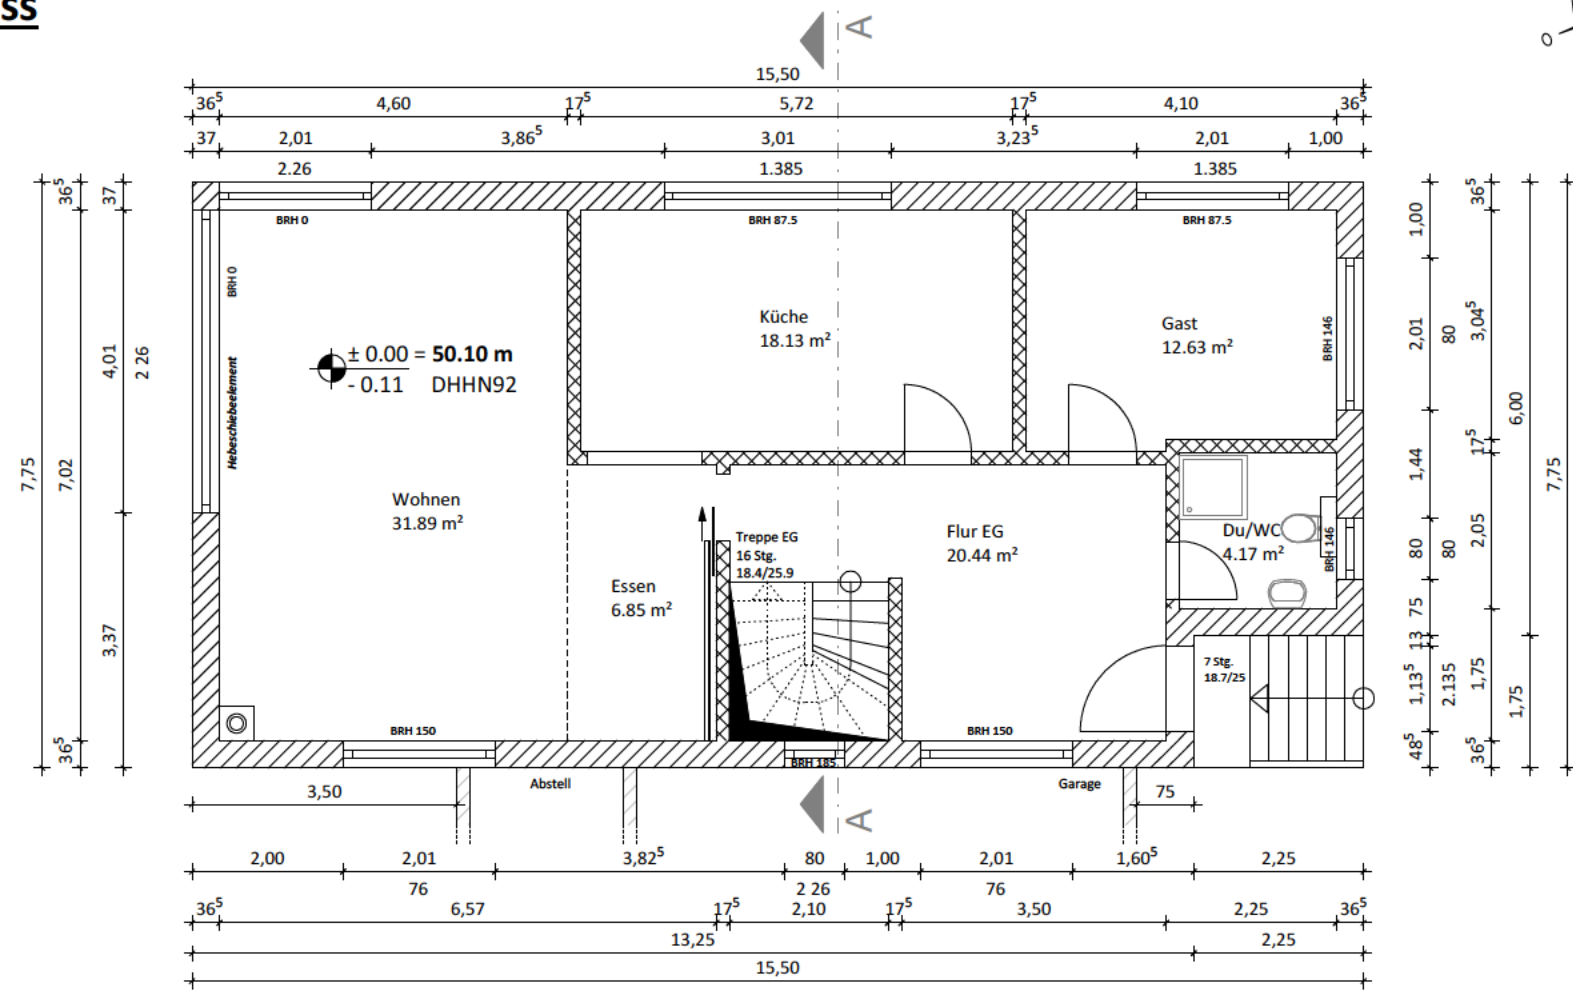 ss
A
15,50
36⁵ 4,60 17⁵ 5,72 17⁵ 4,10 36⁵
37 2,01 3,86⁵ 3,01 3,23⁵ 2,01 1,00
2.26 1.385 1.385
BRH 0 BRH 87.5 BRH 87.5
7,75
36⁵ 7,02 36⁵
37 4,01 3,37
2 26
BRH 0
Hebeschiebeelement
± 0.00 = 50.10 m
- 0.11 DHHN92
Küche
18.13 m²
Gast
12.63 m²
BRH 146
Wohnen
31.89 m²
Essen
6.85 m²
Treppe EG
16 Stg.
18.4/25.9
Flur EG
20.44 m²
Du/WC
4.17 m²
BRH 146
7 Stg.
18.7/25
1,00 2,01 1,44 80 75 13 1,13⁵ 48⁵
80 80 2.135
36⁵ 3,04⁵ 17⁵ 2,05 1,75 36⁵
6,00 1,75
7,75
BRH 150 BRH 185 BRH 150
Abstell Garage
3,50 75
A
2,00 2,01 3,82⁵ 80 1,00 2,01 1,60⁵ 2,25
76 2 26 76
36⁵ 6,57 17⁵ 2,10 17⁵ 3,50 2,25 36⁵
13,25 2,25
15,50